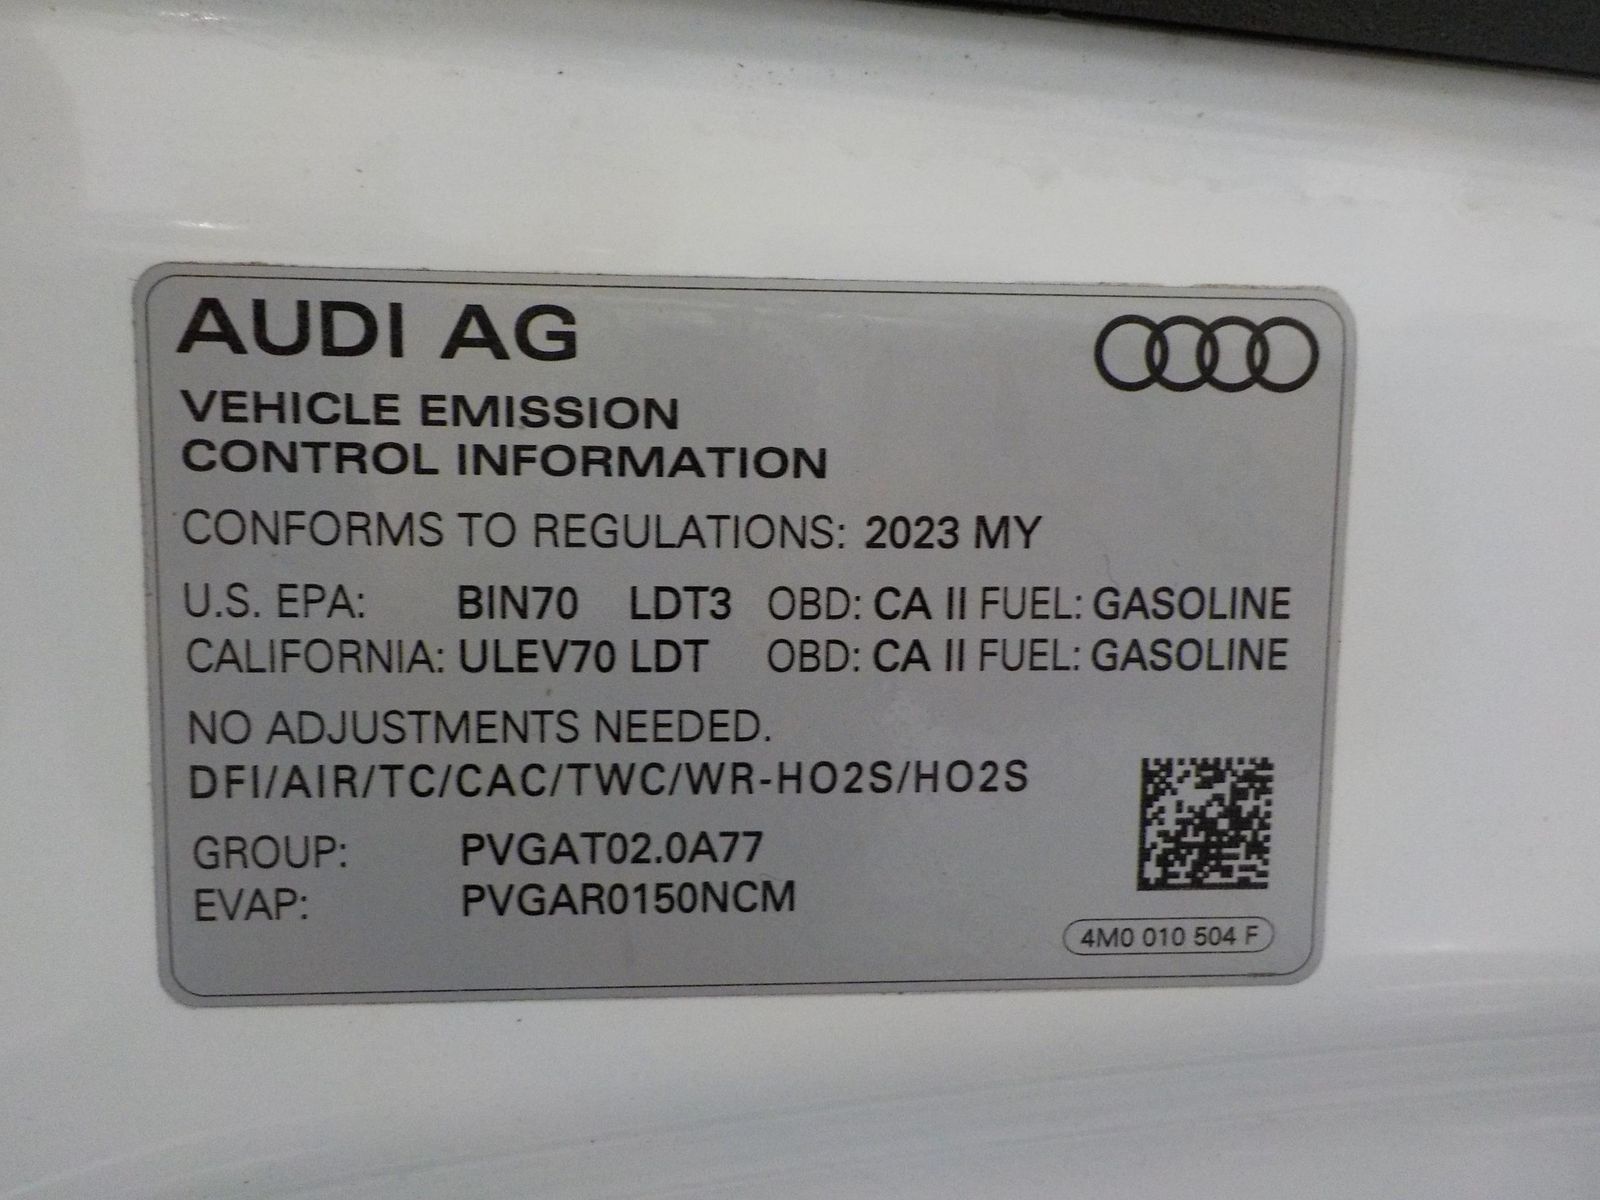 AUDI AG
VEHICLE EMISSION
CONTROL INFORMATION
CONFORMS TO REGULATIONS: 2023 MY
U.S. EPA: BIN70 LDT3 OBD: CA II FUEL: GASOLINE
CALIFORNIA: ULEV70 LDT OBD: CA II FUEL: GASOLINE
NO ADJUSTMENTS NEEDED.
DFI/AIR/TC/CAC/TWC/WR-HO2S/HO2S
GROUP: PVGAT02.0A77
EVAP: PVGAR0150NCM
4M0 010 504 F